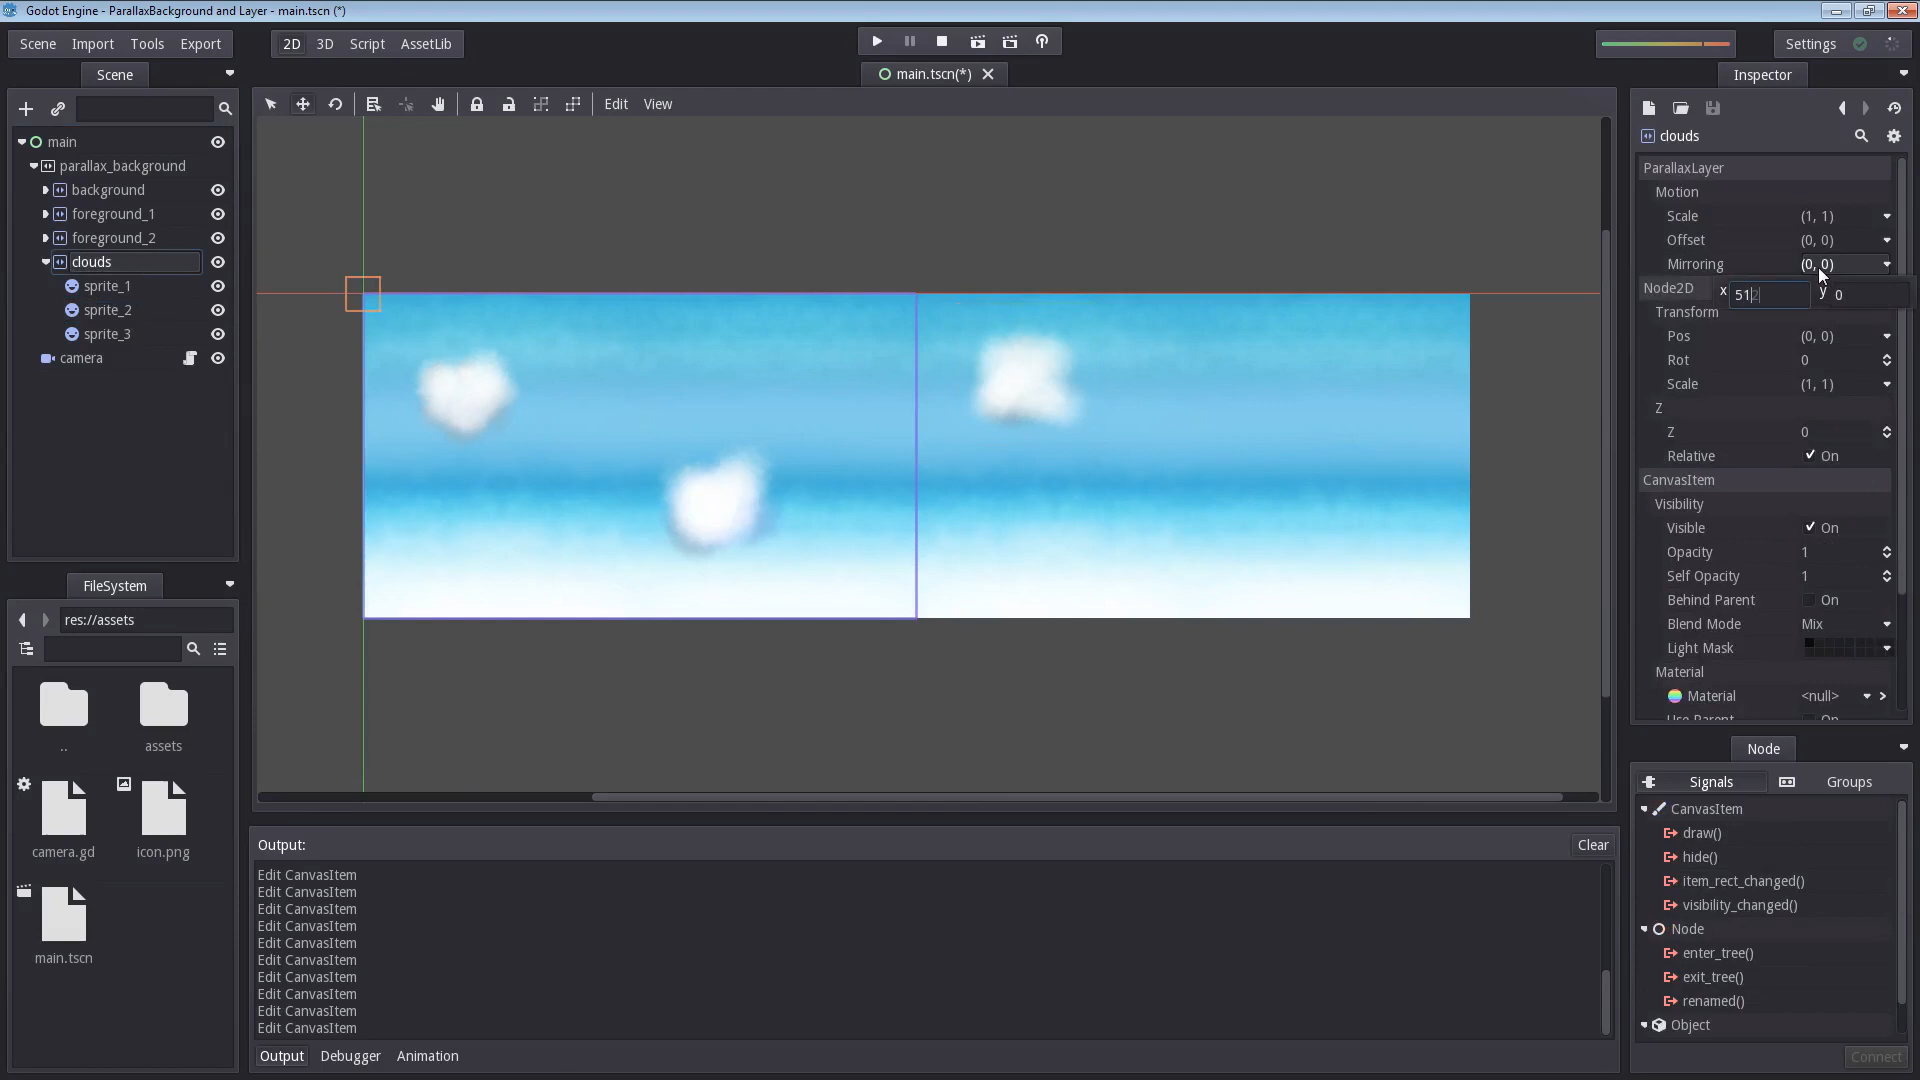 Godot Engine - ParallaxBackground and Layer - main.tscn (*)
Scene Import Tools Export
2D 3D Script AssetLib
Settings
Scene
main.tscn(*)
Inspector
Edit View
clouds
main
parallax_background
background
foreground_1
foreground_2
clouds
sprite_1
sprite_2
sprite_3
camera
ParallaxLayer
Motion
Scale (1, 1)
Offset (0, 0)
Mirroring (0, 0)
Node2D
x 512 y 0
Transform
Pos (0, 0)
Rot 0
Scale (1, 1)
Z
Z 0
Relative On
CanvasItem
Visibility
Visible On
Opacity 1
Self Opacity 1
Behind Parent On
Blend Mode Mix
Light Mask
Material
Material <null>
FileSystem
res://assets
..
assets
camera.gd
icon.png
main.tscn
Node
Signals Groups
CanvasItem
draw()
hide()
item_rect_changed()
visibility_changed()
Node
enter_tree()
exit_tree()
renamed()
Object
Connect
Output:
Clear
Edit CanvasItem
Edit CanvasItem
Edit CanvasItem
Edit CanvasItem
Edit CanvasItem
Edit CanvasItem
Edit CanvasItem
Edit CanvasItem
Edit CanvasItem
Edit CanvasItem
Output Debugger Animation